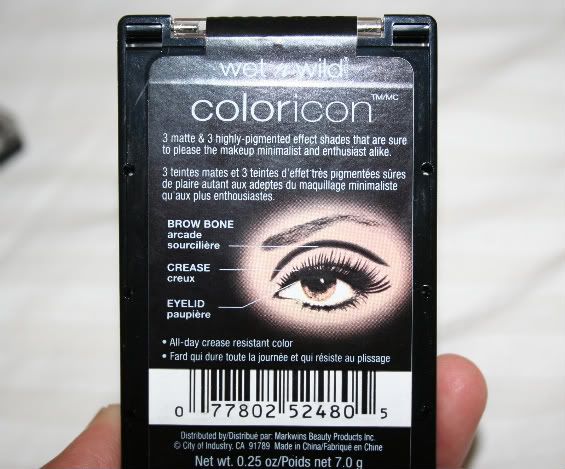 wet n wild
coloricon TM/MC
3 matte & 3 highly-pigmented effect shades that are sure
to please the makeup minimalist and enthusiast alike.
3 teintes mates et 3 teintes d'effet très pigmentées sûres
de plaire autant aux adeptes du maquillage minimaliste
qu'aux plus enthousiastes.
BROW BONE
arcade
sourcilière
CREASE
creux
EYELID
paupière
• All-day crease resistant color
• Fard qui dure toute la journée et qui résiste au plissage
0 77802 52480 5
Distributed by/Distribué par: Markwins Beauty Products Inc.
© City of Industry, CA 91789 Made in China/Fabriqué en Chine
Net wt. 0.25 oz/Poids net 7.0 g